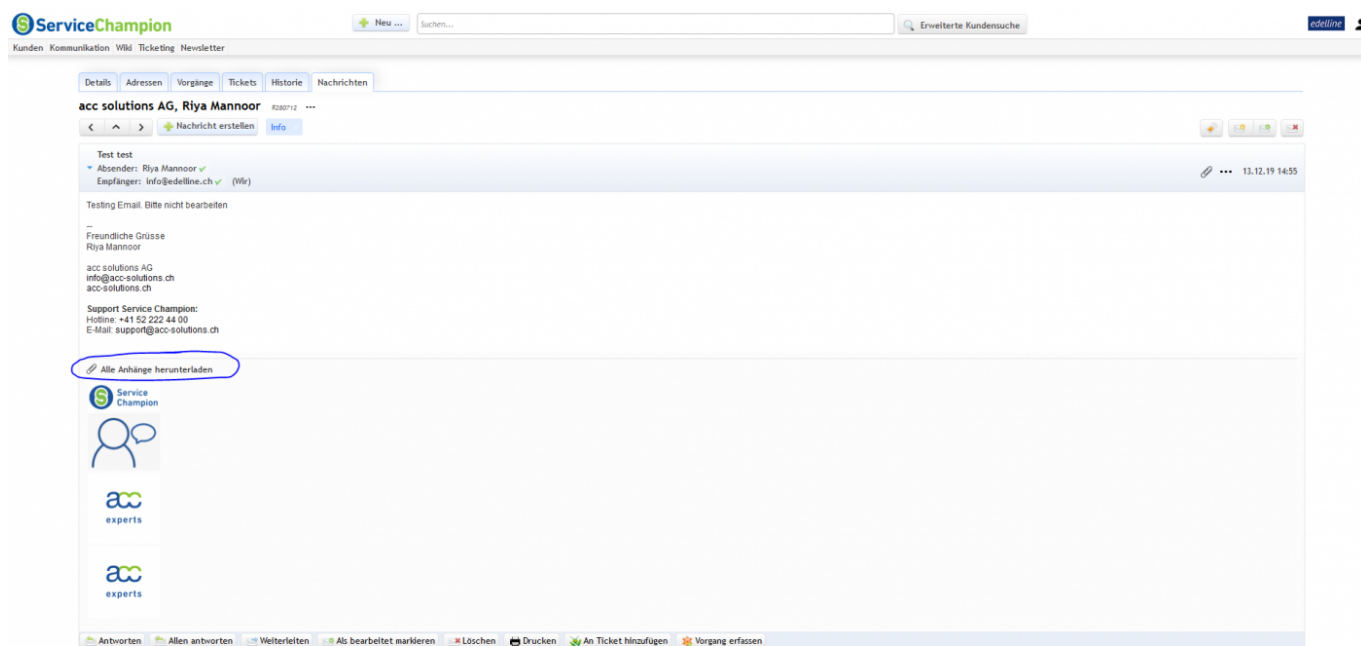 ServiceChampion
Neu ...
Suchen...
Erweiterte Kundensuche
edelline
Kunden Kommunikation Wiki Ticketing Newsletter
Details Adressen Vorgänge Tickets Historie Nachrichten
acc solutions AG, Riya Mannoor R280712 ...
Nachricht erstellen Info
Test test
Absender: Riya Mannoor
Empfänger: info@edelline.ch (Wir)
13.12.19 14:55
Testing Email. Bitte nicht bearbeiten
--
Freundliche Grüsse
Riya Mannoor
acc solutions AG
info@acc-solutions.ch
acc-solutions.ch
Support Service Champion:
Hotline: +41 52 222 44 00
E-Mail: support@acc-solutions.ch
Alle Anhänge herunterladen
Service
Champion
acc
experts
acc
experts
Antworten Allen antworten Weiterleiten Als bearbeitet markieren Löschen Drucken An Ticket hinzufügen Vorgang erfassen